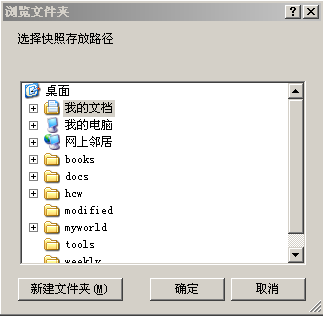 浏览文件夹
选择快照存放路径
桌面
我的文档
我的电脑
网上邻居
books
docs
hcw
modified
myworld
tools
weekly
新建文件夹(M)
确定
取消